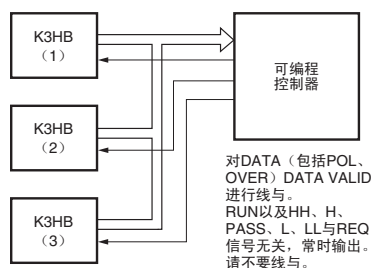 K3HB
（1）
K3HB
（2）
K3HB
（3）
可编程
控制器
对DATA（包括POL、
OVER）DATA VALID
进行线与。
RUN以及HH、H、
PASS、L、LL与REQ
信号无关，常时输出。
请不要线与。